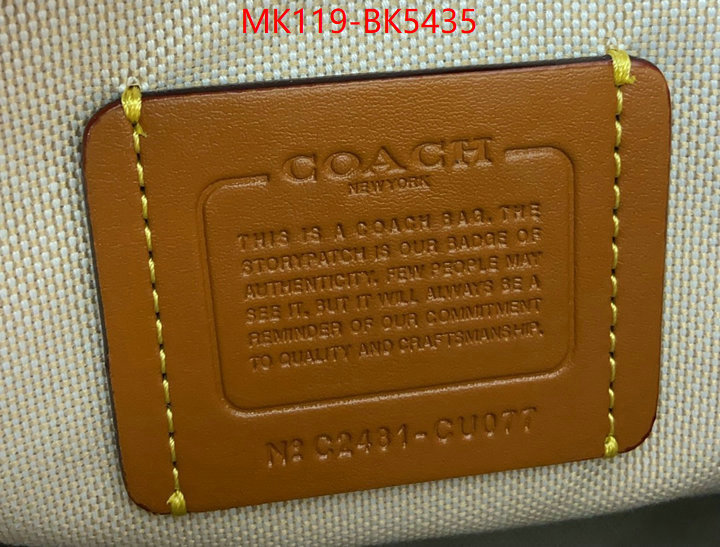 MK119-BK5435
COACH
NEW YORK
THIS IS A COACH BAG. THE
STORYPATCH IS OUR BADGE OF
AUTHENTICITY. FEW PEOPLE MAY
SEE IT, BUT IT WILL ALWAYS BE A
REMINDER OF OUR COMMITMENT
TO QUALITY AND CRAFTSMANSHIP.
Nº C2481-CU077